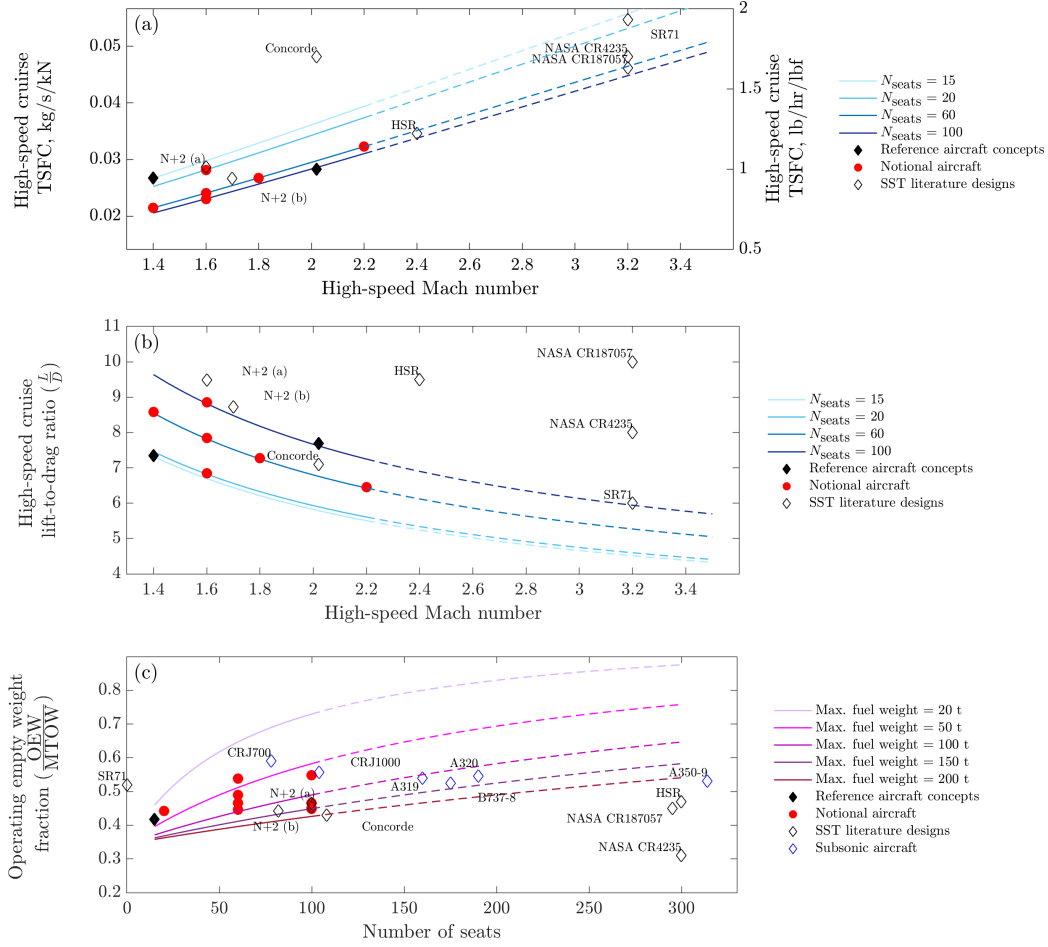 (a)
High-speed cruirse
TSFC, kg/s/kN
0.05
0.04
0.03
0.02
2
1.5
1
0.5
High-speed cruise
TSFC, lb/hr/lbf
Concorde
NASA CR4235
NASA CR187057
SR71
HSR
N+2 (a)
N+2 (b)
1.4 1.6 1.8 2 2.2 2.4 2.6 2.8 3 3.2 3.4
High-speed Mach number
N_seats = 15
N_seats = 20
N_seats = 60
N_seats = 100
Reference aircraft concepts
Notional aircraft
SST literature designs
(b)
High-speed cruise
lift-to-drag ratio (L/D)
11
10
9
8
7
6
5
4
N+2 (a)
N+2 (b)
HSR
NASA CR187057
NASA CR4235
Concorde
SR71
1.4 1.6 1.8 2 2.2 2.4 2.6 2.8 3 3.2 3.4
High-speed Mach number
N_seats = 15
N_seats = 20
N_seats = 60
N_seats = 100
Reference aircraft concepts
Notional aircraft
SST literature designs
(c)
Operating empty weight
fraction (OEW/MTOW)
0.8
0.7
0.6
0.5
0.4
0.3
0.2
SR71
CRJ700
CRJ1000
A319
A320
B737-8
A350-9
HSR
N+2 (a)
N+2 (b)
Concorde
NASA CR187057
NASA CR4235
0 50 100 150 200 250 300
Number of seats
Max. fuel weight = 20 t
Max. fuel weight = 50 t
Max. fuel weight = 100 t
Max. fuel weight = 150 t
Max. fuel weight = 200 t
Reference aircraft concepts
Notional aircraft
SST literature designs
Subsonic aircraft